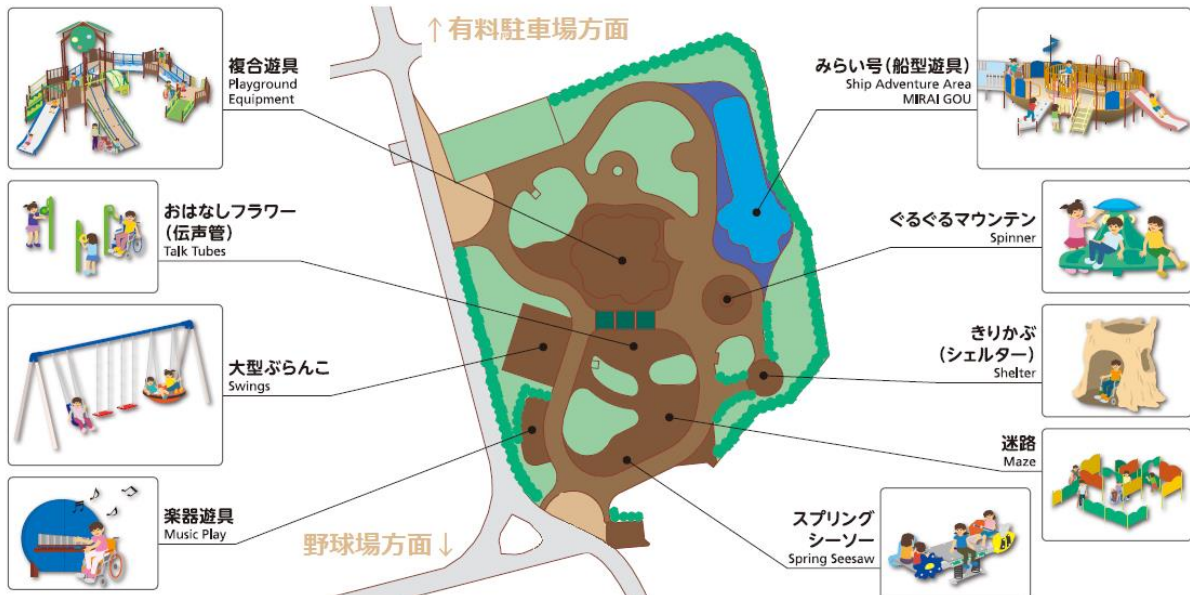 ↑有料駐車場方面
複合遊具
Playground
Equipment
おはなしフラワー
(伝声管)
Talk Tubes
大型ぶらんこ
Swings
楽器遊具
Music Play
野球場方面↓
みらい号(船型遊具)
Ship Adventure Area
MIRAI GOU
ぐるぐるマウンテン
Spinner
きりかぶ
(シェルター)
Shelter
迷路
Maze
スプリング
シーソー
Spring Seesaw